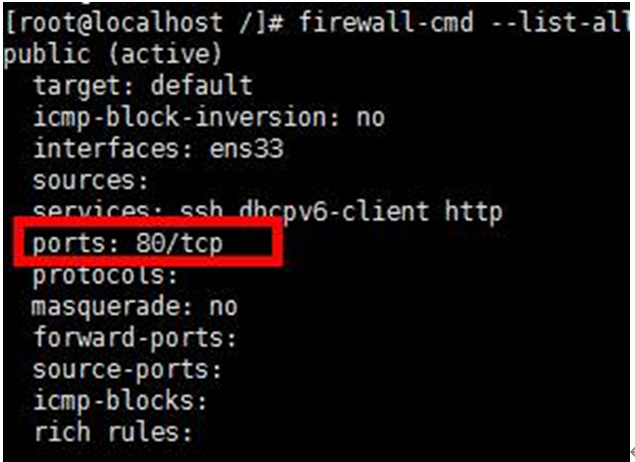 [root@localhost /]# firewall-cmd --list-all
public (active)
  target: default
  icmp-block-inversion: no
  interfaces: ens33
  sources:
  services: ssh dhcpv6-client http
  ports: 80/tcp
  protocols:
  masquerade: no
  forward-ports:
  source-ports:
  icmp-blocks:
  rich rules: